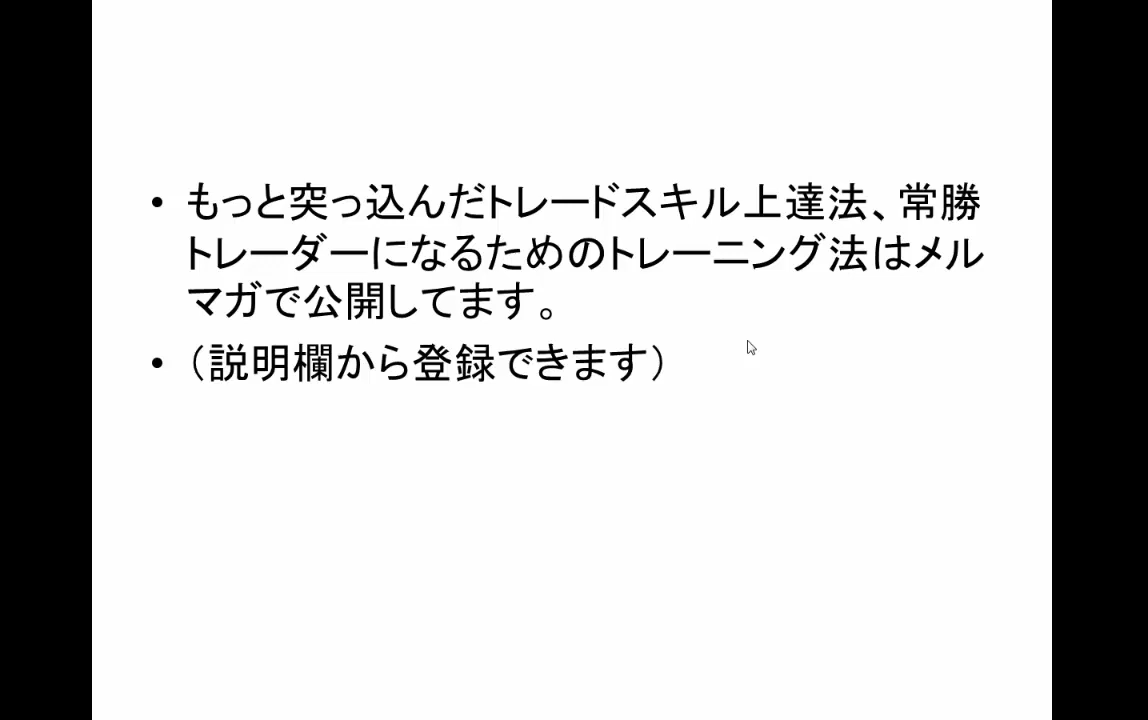 • もっと突っ込んだトレードスキル上達法、常勝
トレーダーになるためのトレーニング法はメル
マガで公開してます。
• （説明欄から登録できます）